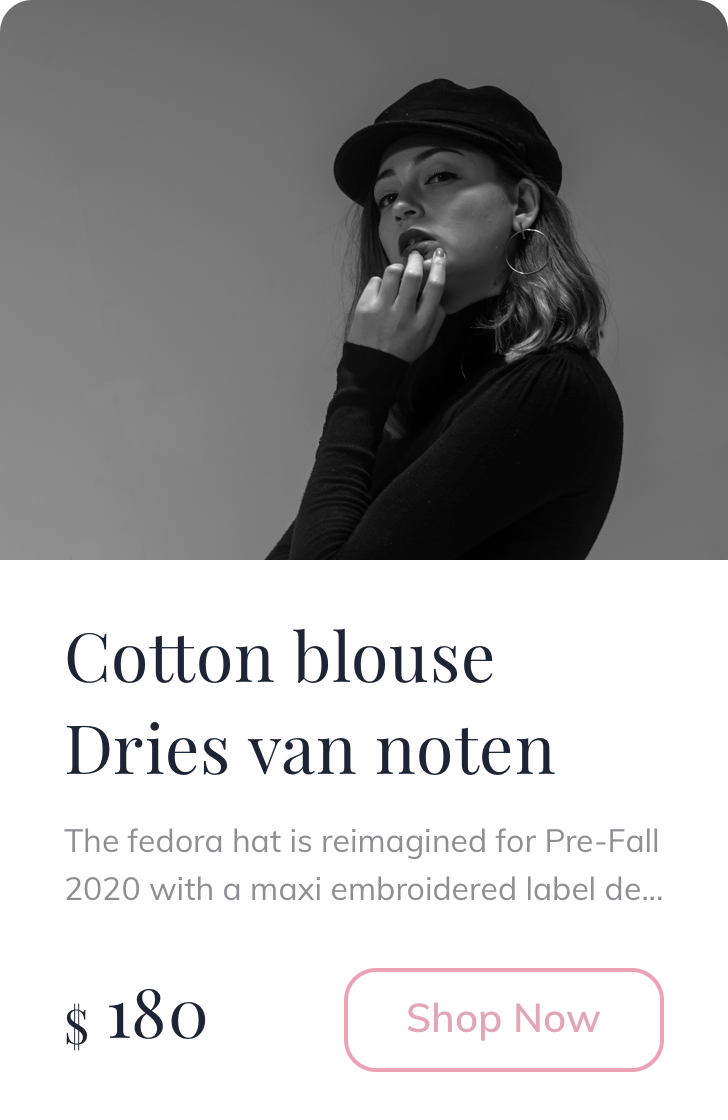 Cotton blouse
Dries van noten
The fedora hat is reimagined for Pre-Fall
2020 with a maxi embroidered label de...
$ 180
Shop Now